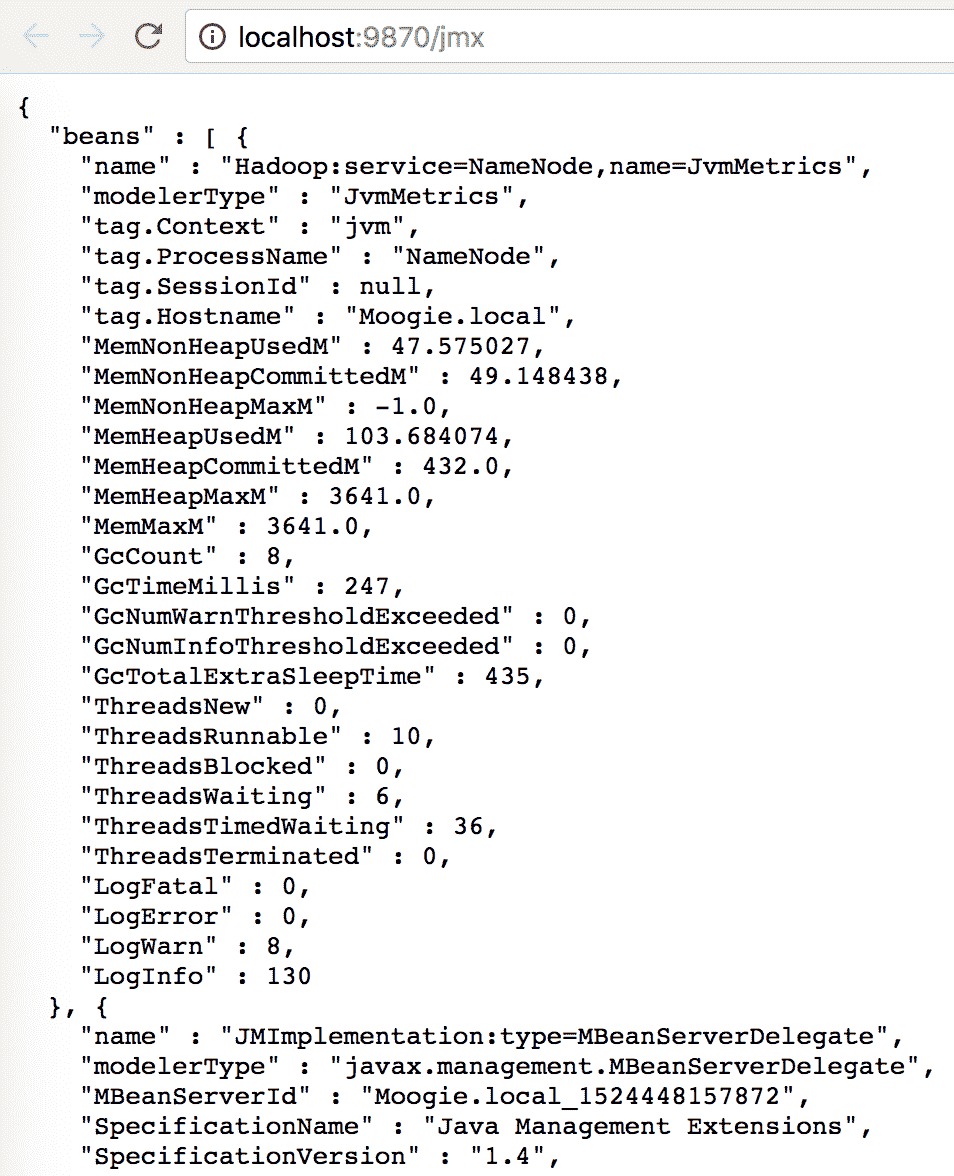 localhost:9870/jmx
{
"beans" : [ {
"name" : "Hadoop:service=NameNode,name=JvmMetrics",
"modelerType" : "JvmMetrics",
"tag.Context" : "jvm",
"tag.ProcessName" : "NameNode",
"tag.SessionId" : null,
"tag.Hostname" : "Moogie.local",
"MemNonHeapUsedM" : 47.575027,
"MemNonHeapCommittedM" : 49.148438,
"MemNonHeapMaxM" : -1.0,
"MemHeapUsedM" : 103.684074,
"MemHeapCommittedM" : 432.0,
"MemHeapMaxM" : 3641.0,
"MemMaxM" : 3641.0,
"GcCount" : 8,
"GcTimeMillis" : 247,
"GcNumWarnThresholdExceeded" : 0,
"GcNumInfoThresholdExceeded" : 0,
"GcTotalExtraSleepTime" : 435,
"ThreadsNew" : 0,
"ThreadsRunnable" : 10,
"ThreadsBlocked" : 0,
"ThreadsWaiting" : 6,
"ThreadsTimedWaiting" : 36,
"ThreadsTerminated" : 0,
"LogFatal" : 0,
"LogError" : 0,
"LogWarn" : 8,
"LogInfo" : 130
}, {
"name" : "JMImplementation:type=MBeanServerDelegate",
"modelerType" : "javax.management.MBeanServerDelegate",
"MBeanServerId" : "Moogie.local_1524448157872",
"SpecificationName" : "Java Management Extensions",
"SpecificationVersion" : "1.4",